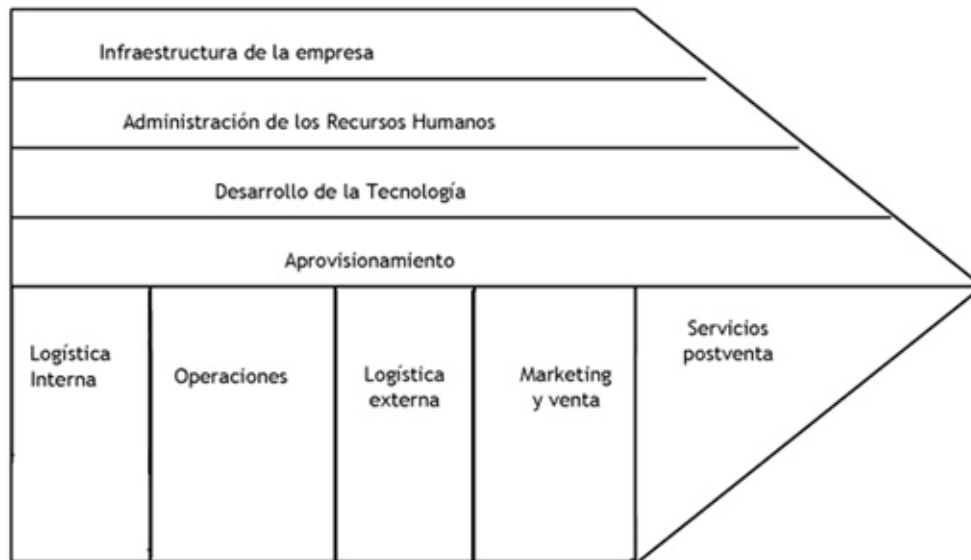 Infraestructura de la empresa
Administración de los Recursos Humanos
Desarrollo de la Tecnología
Aprovisionamiento
Logística
Interna
Operaciones
Logística
externa
Marketing
y venta
Servicios
postventa